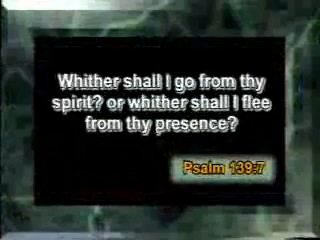 Whither shall I go from thy
spirit? or whither shall I flee
from thy presence?
Psalm 139:7